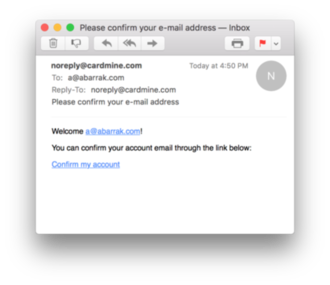 Please confirm your e-mail address — Inbox
noreply@cardmine.com
Today at 4:50 PM
N
To: a@abarrak.com
Reply-To: noreply@cardmine.com
Please confirm your e-mail address
Welcome a@abarrak.com!
You can confirm your account email through the link below:
Confirm my account